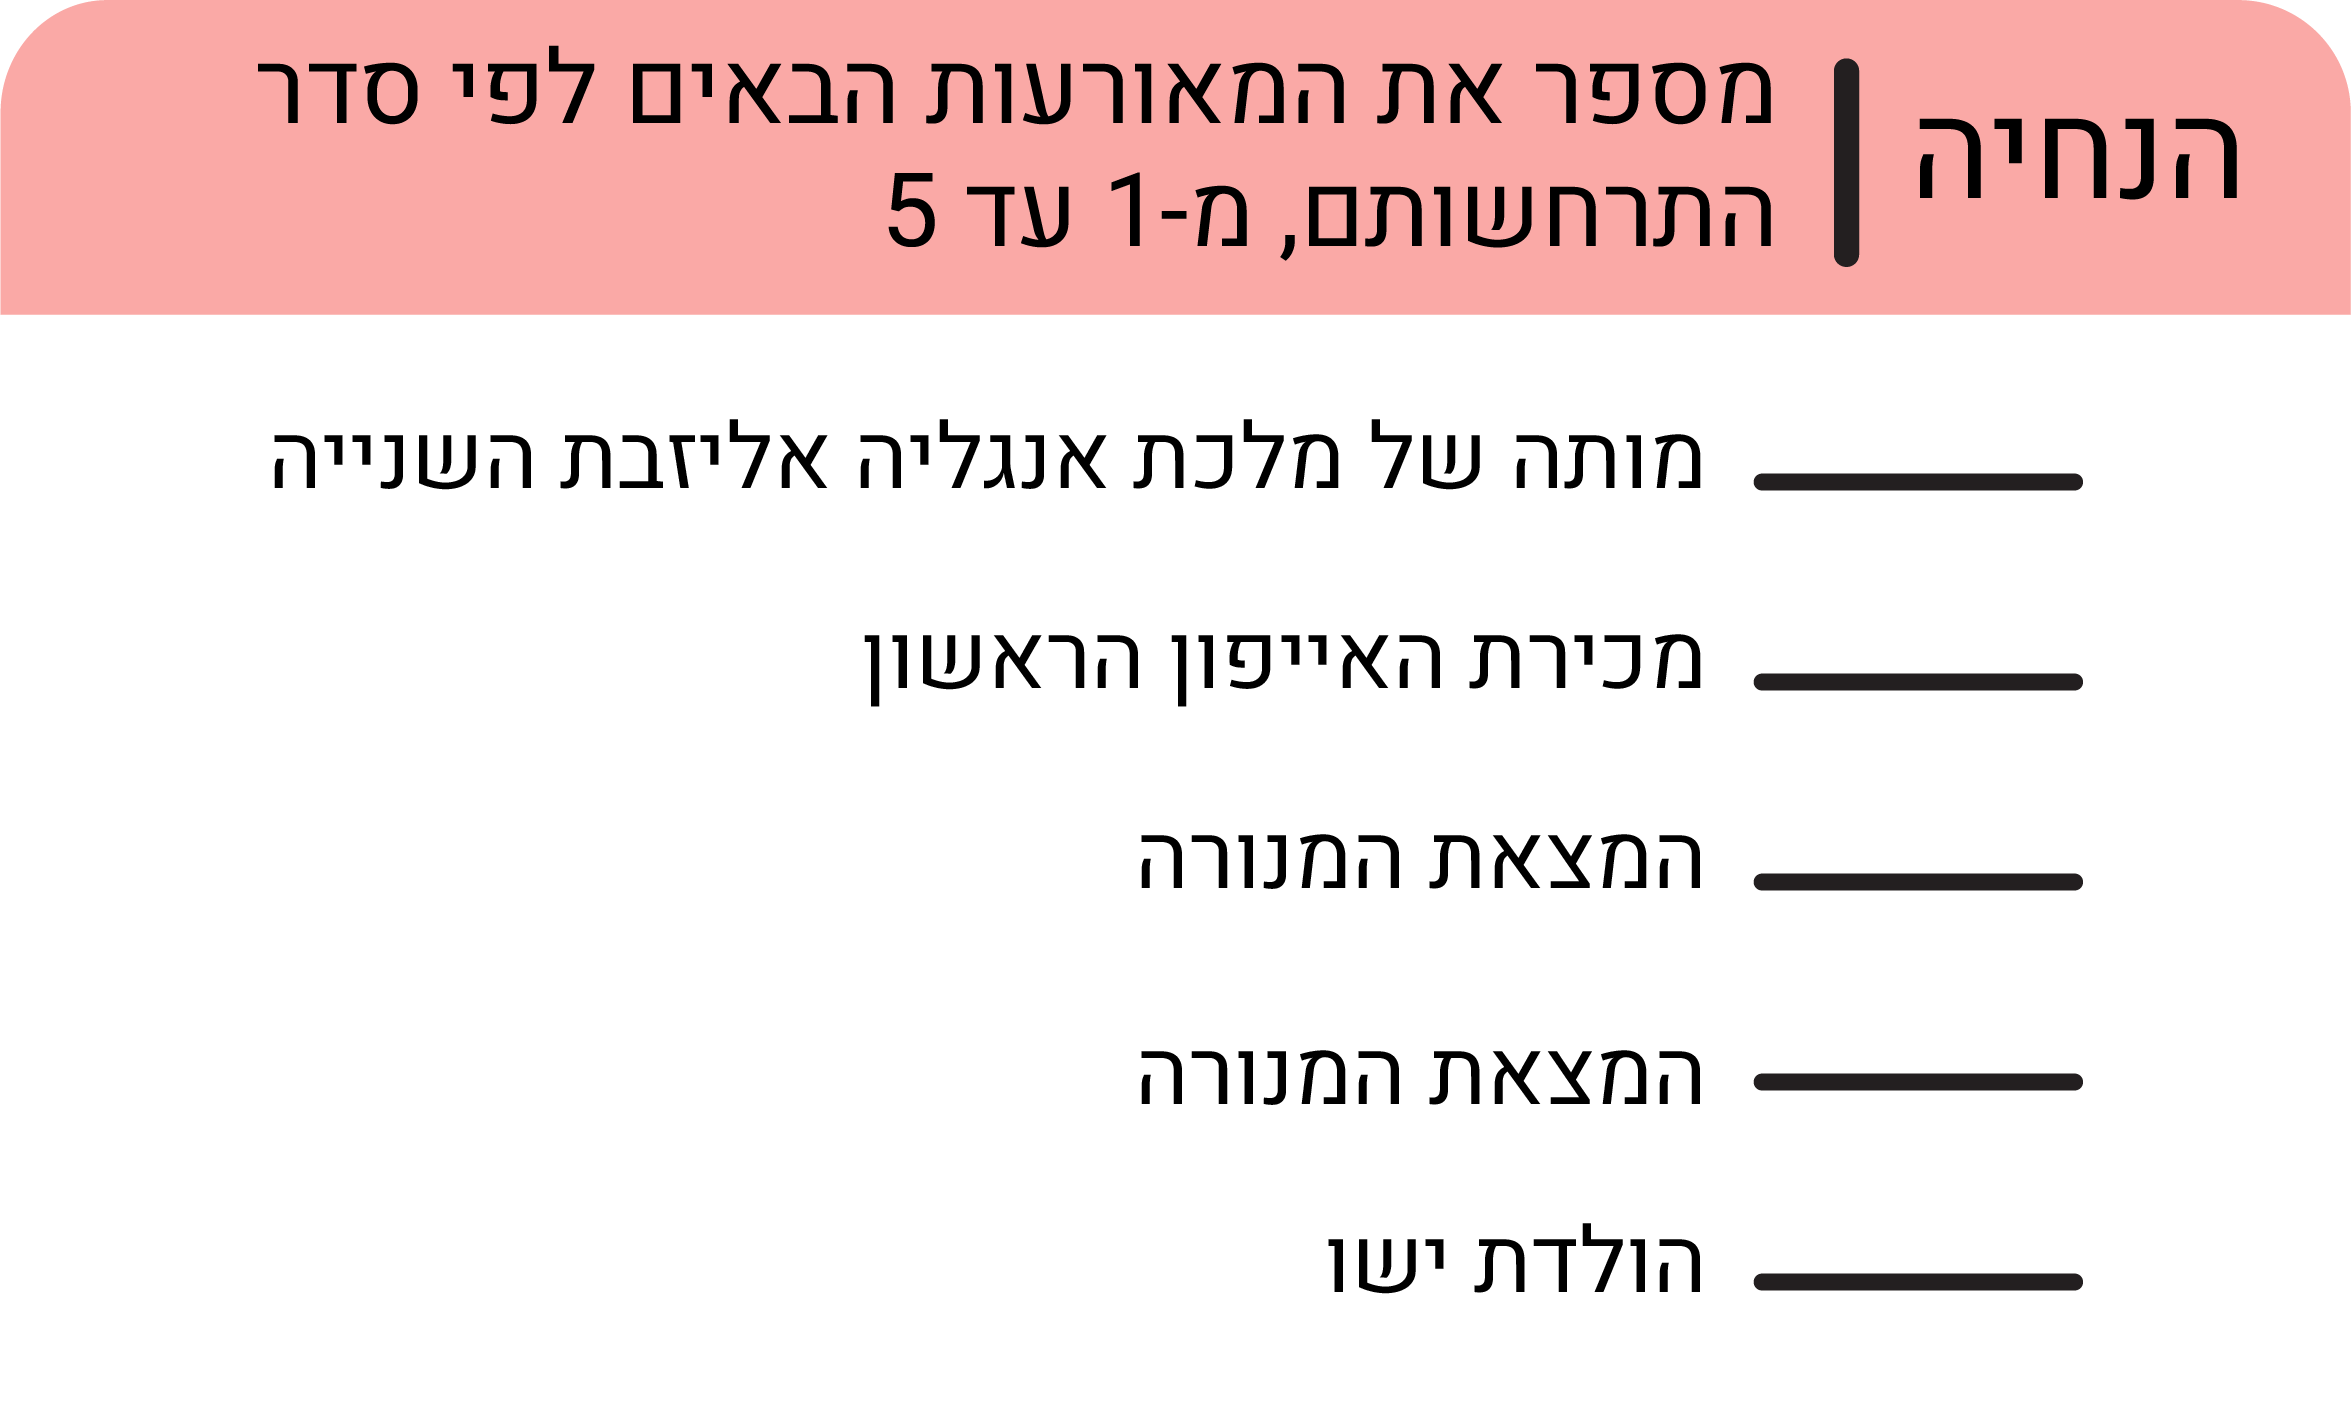 הנחיה
מספר את המאורעות הבאים לפי סדר
התרחשותם, מ-1 עד 5
מותה של מלכת אנגליה אליזבת השנייה
מכירת האייפון הראשון
המצאת המנורה
המצאת המנורה
הולדת ישו